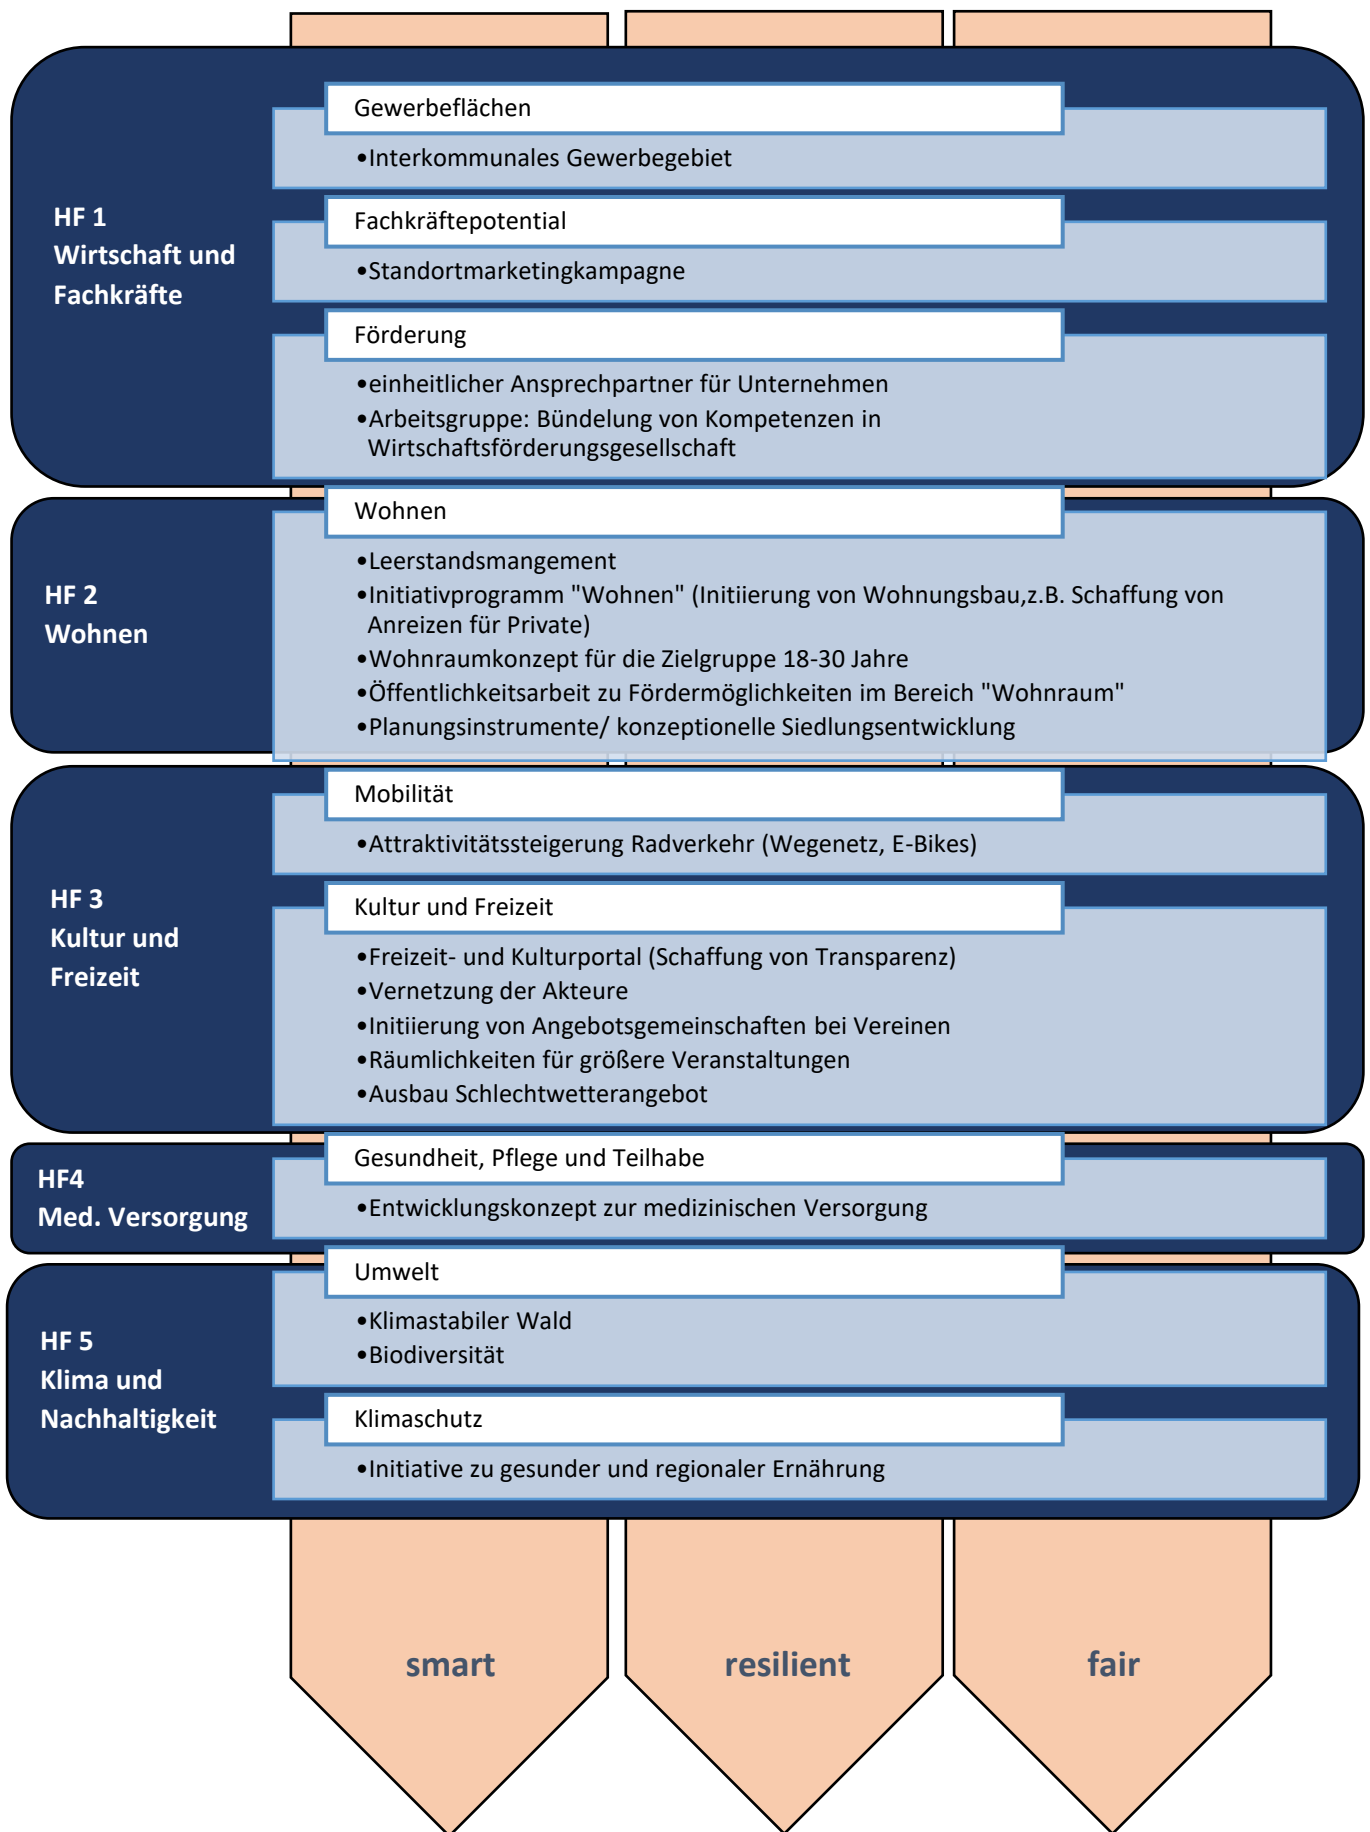 HF 1
Wirtschaft und
Fachkräfte
Gewerbeflächen
•Interkommunales Gewerbegebiet
Fachkräftepotential
•Standortmarketingkampagne
Förderung
•einheitlicher Ansprechpartner für Unternehmen
•Arbeitsgruppe: Bündelung von Kompetenzen in
Wirtschaftsförderungsgesellschaft
HF 2
Wohnen
Wohnen
•Leerstandsmangement
•Initiativprogramm "Wohnen" (Initiierung von Wohnungsbau,z.B. Schaffung von
Anreizen für Private)
•Wohnraumkonzept für die Zielgruppe 18-30 Jahre
•Öffentlichkeitsarbeit zu Fördermöglichkeiten im Bereich "Wohnraum"
•Planungsinstrumente/ konzeptionelle Siedlungsentwicklung
HF 3
Kultur und
Freizeit
Mobilität
•Attraktivitätssteigerung Radverkehr (Wegenetz, E-Bikes)
Kultur und Freizeit
•Freizeit- und Kulturportal (Schaffung von Transparenz)
•Vernetzung der Akteure
•Initiierung von Angebotsgemeinschaften bei Vereinen
•Räumlichkeiten für größere Veranstaltungen
•Ausbau Schlechtwetterangebot
HF4
Med. Versorgung
Gesundheit, Pflege und Teilhabe
•Entwicklungskonzept zur medizinischen Versorgung
HF 5
Klima und
Nachhaltigkeit
Umwelt
•Klimastabiler Wald
•Biodiversität
Klimaschutz
•Initiative zu gesunder und regionaler Ernährung
smart
resilient
fair